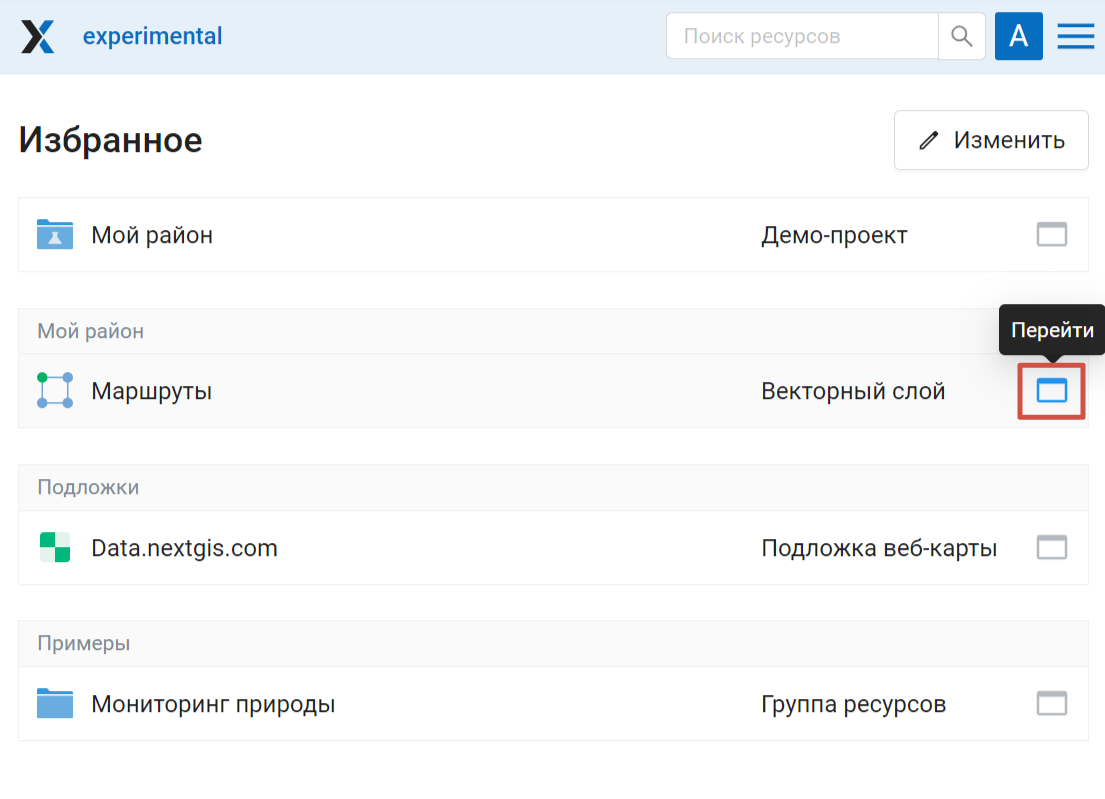 experimental
Поиск ресурсов
A
Избранное
Изменить
Мой район
Демо-проект
Мой район
Перейти
Маршруты
Векторный слой
Подложки
Data.nextgis.com
Подложка веб-карты
Примеры
Мониторинг природы
Группа ресурсов